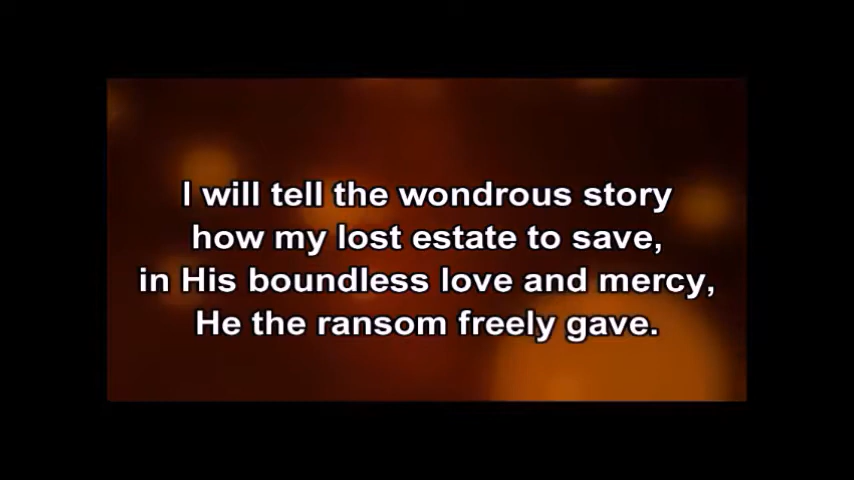 I will tell the wondrous story
how my lost estate to save,
in His boundless love and mercy,
He the ransom freely gave.